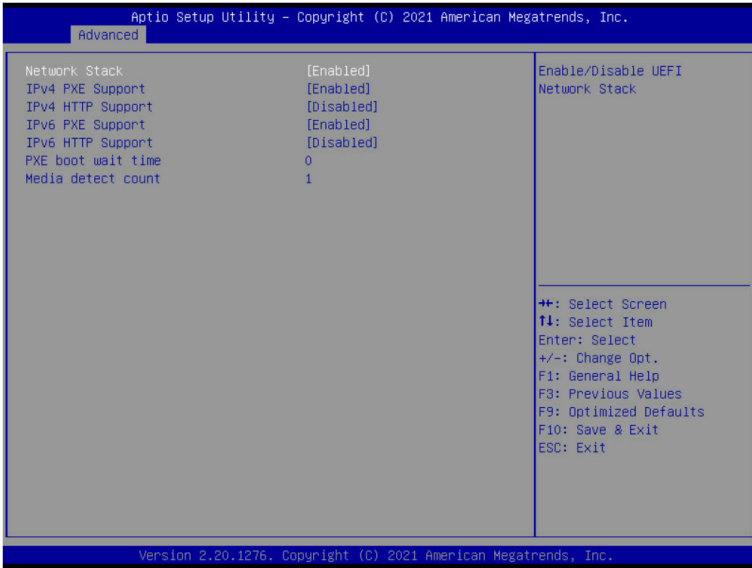 Aptio Setup Utility – Copyright (C) 2021 American Megatrends, Inc.
Advanced
Network Stack [Enabled]
IPv4 PXE Support [Enabled]
IPv4 HTTP Support [Disabled]
IPv6 PXE Support [Enabled]
IPv6 HTTP Support [Disabled]
PXE boot wait time 0
Media detect count 1
Enable/Disable UEFI
Network Stack
→←: Select Screen
↑↓: Select Item
Enter: Select
+/-: Change Opt.
F1: General Help
F3: Previous Values
F9: Optimized Defaults
F10: Save & Exit
ESC: Exit
Version 2.20.1276. Copyright (C) 2021 American Megatrends, Inc.